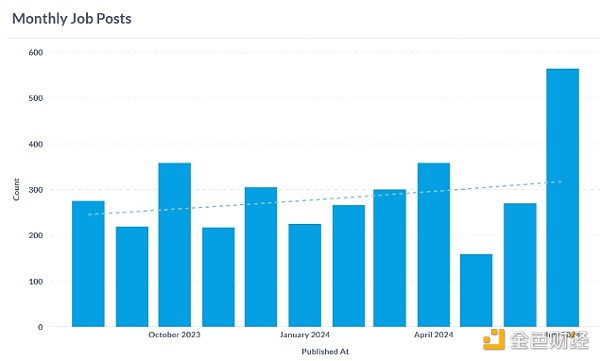 Monthly Job Posts
600
500
400
300
200
100
0
Count
October 2023
January 2024
April 2024
Published At
金色财经